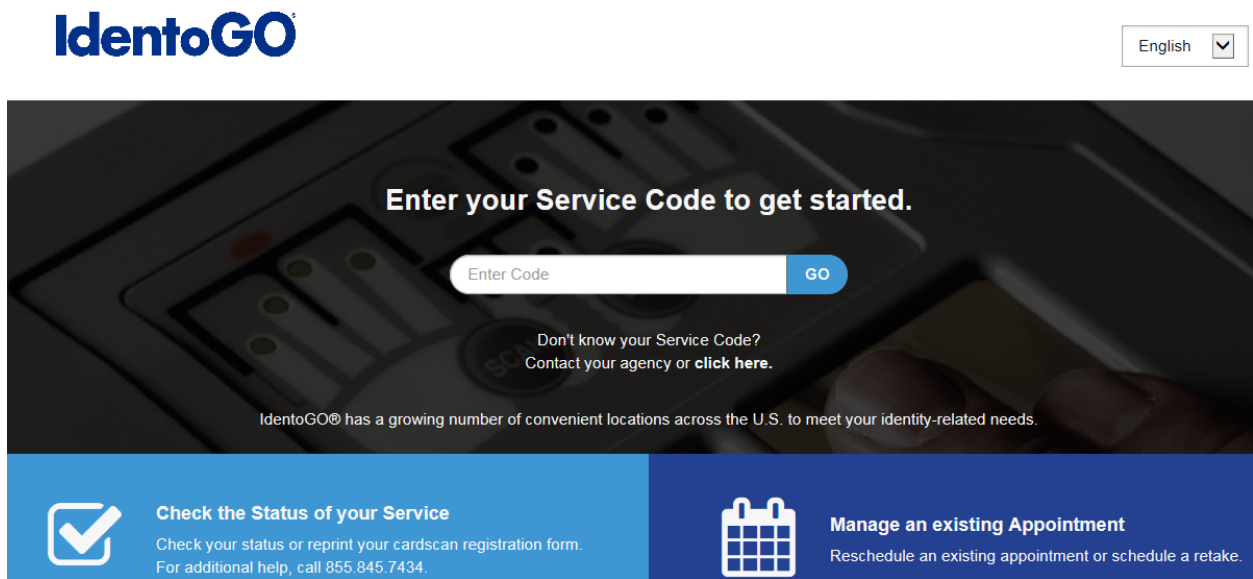 IdentoGO®
English
Enter your Service Code to get started.
Enter Code
GO
Don't know your Service Code?
Contact your agency or click here.
IdentoGO® has a growing number of convenient locations across the U.S. to meet your identity-related needs.
Check the Status of your Service
Check your status or reprint your cardscan registration form.
For additional help, call 855.845.7434.
Manage an existing Appointment
Reschedule an existing appointment or schedule a retake.